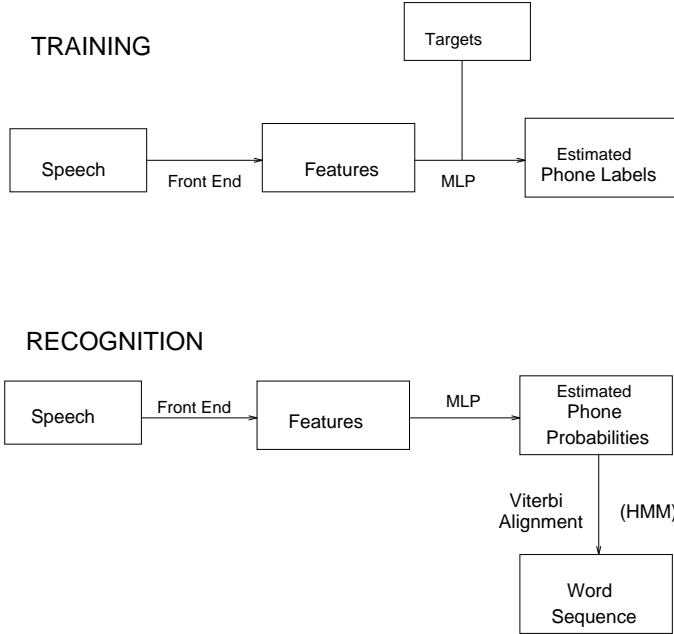 TRAINING
Targets
Speech
Front End
Features
MLP
Estimated
Phone Labels
RECOGNITION
Speech
Front End
Features
MLP
Estimated
Phone
Probabilities
Viterbi
Alignment
(HMM)
Word
Sequence